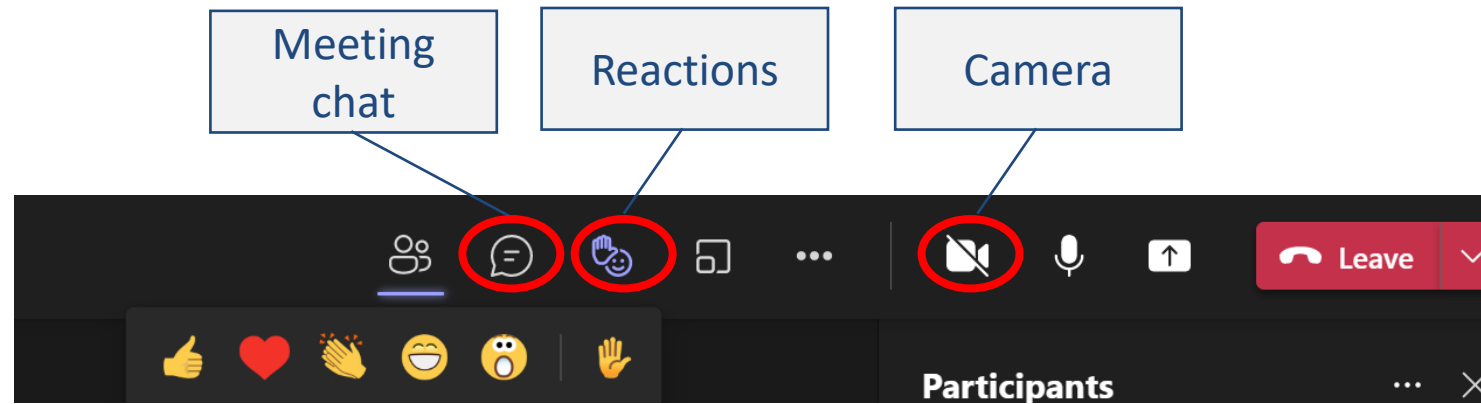 Meeting
chat
Reactions
Camera
Leave
Participants